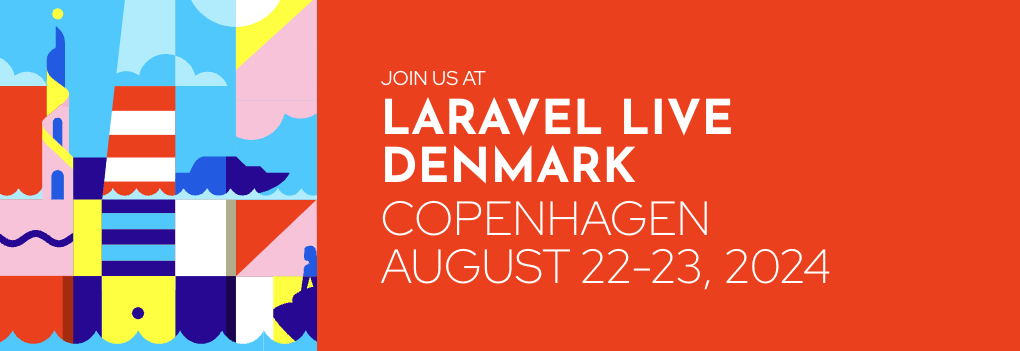 JOIN US AT
LARAVEL LIVE
DENMARK
COPENHAGEN
AUGUST 22-23, 2024